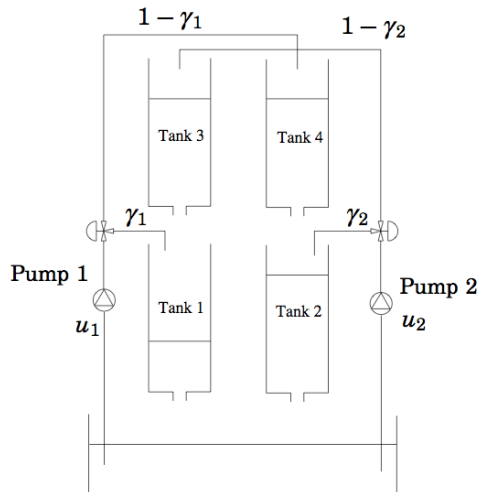 1 − γ₁
1 − γ₂
Tank 3
Tank 4
γ₁
γ₂
Pump 1
Pump 2
Tank 1
Tank 2
u₁
u₂